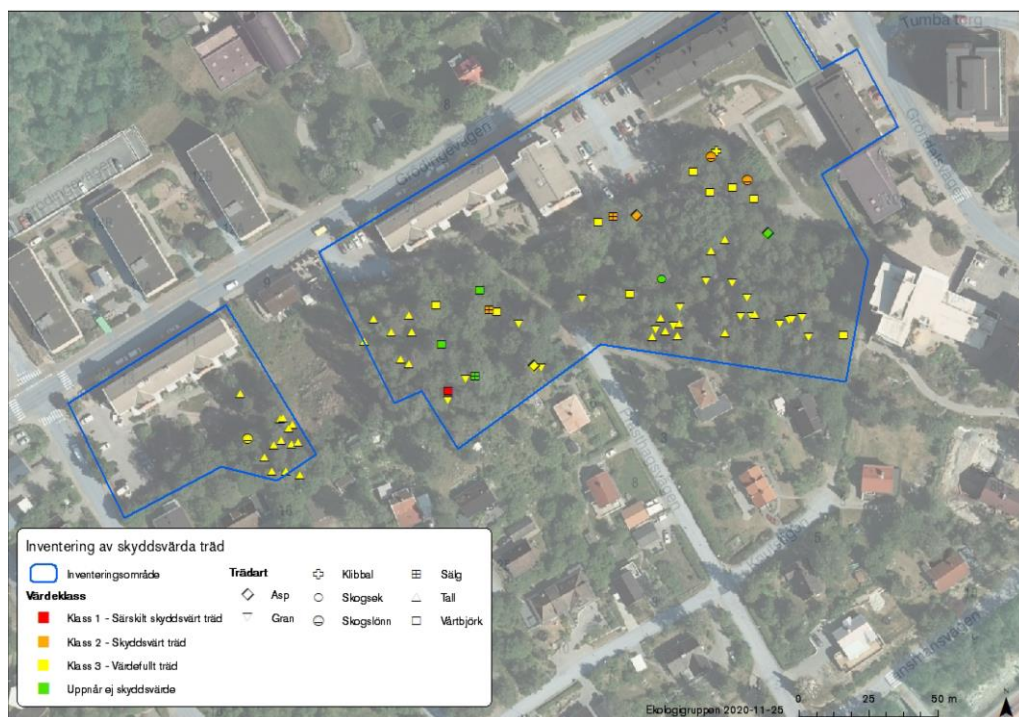 Tumba torg
Grödingevägen
Inventering av skyddsvärda träd
Inventeringsområde
Värdeklass
Klass 1 - Särskilt skyddsvärt träd
Klass 2 - Skyddsvärt träd
Klass 3 - Värdefullt träd
Uppnår ej skyddsvärde
Trädart
Asp
Gran
Klibbal
Skogsek
Skogslönn
Sälg
Tall
Vårtbjörk
Ekologigruppen 2020-11-25
0 25 50 m